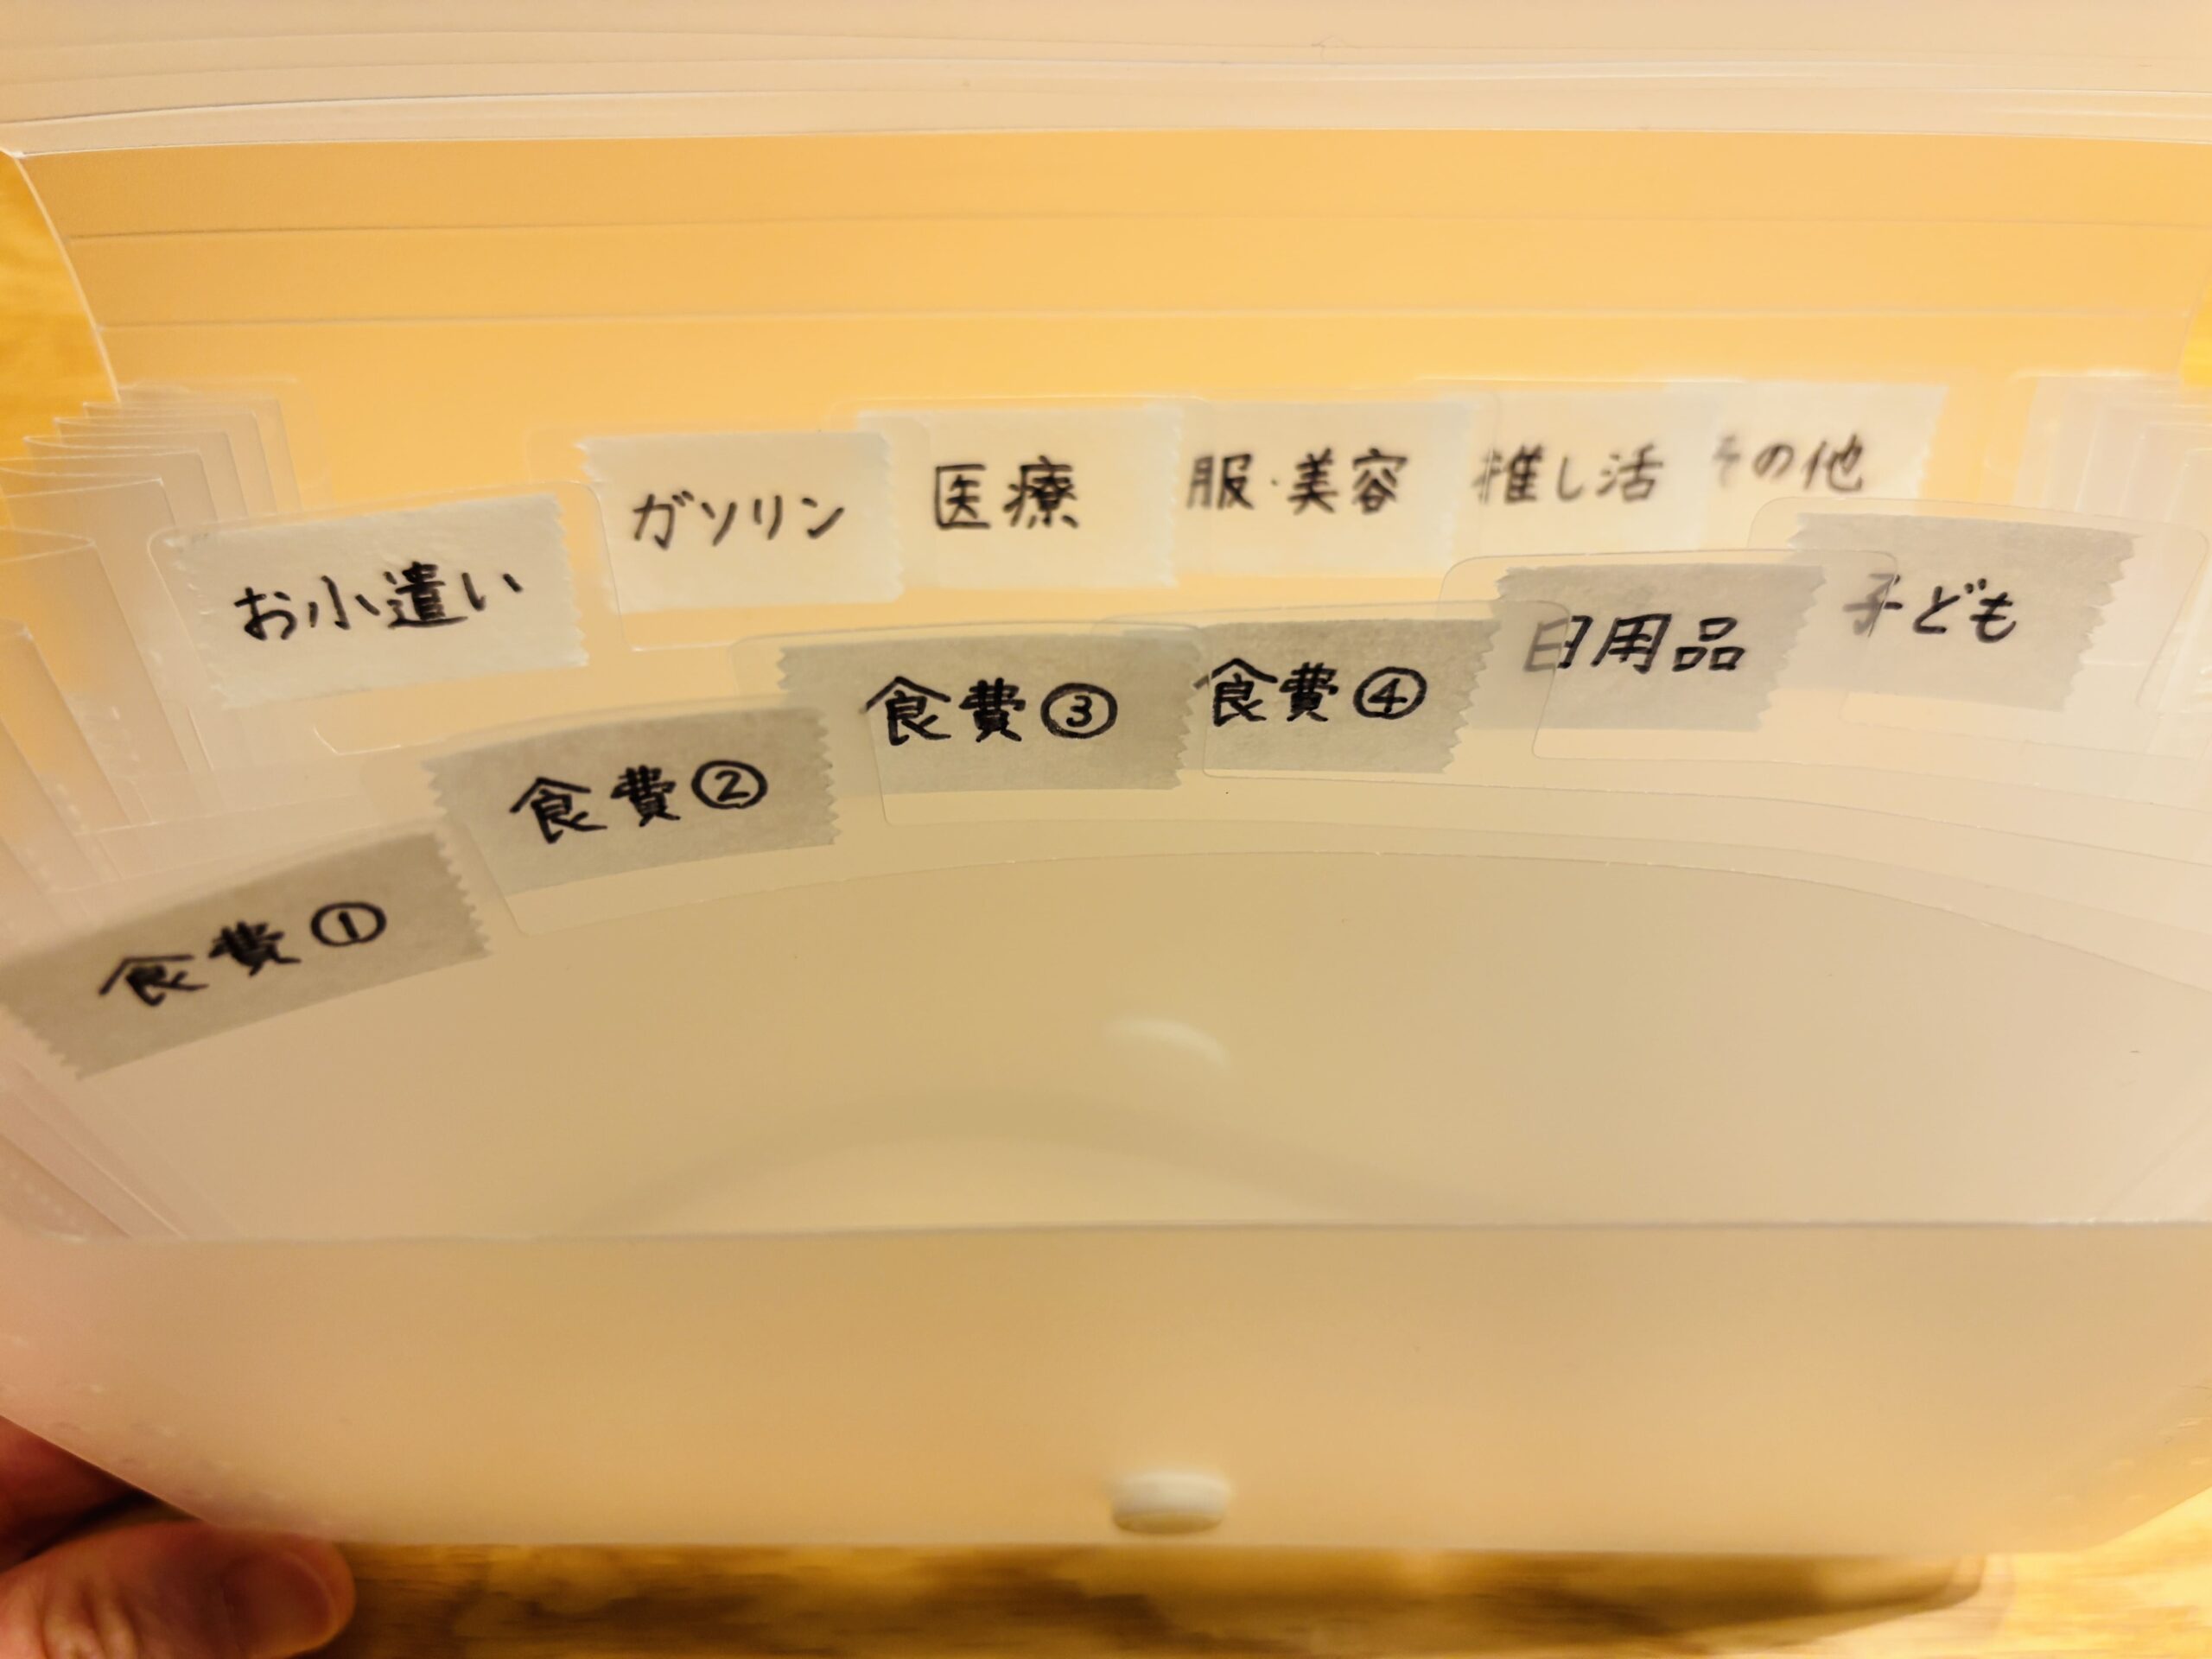 食費①
食費②
食費③
食費④
日用品
子ども
お小遣い
ガソリン
医療
服・美容
推し活
その他